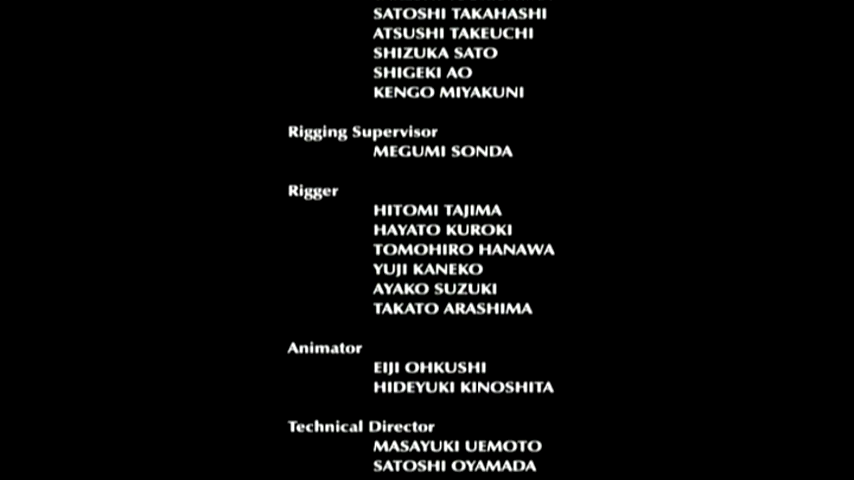 SATOSHI TAKAHASHI
ATSUSHI TAKEUCHI
SHIZUKA SATO
SHIGEKI AO
KENGO MIYAKUNI
Rigging Supervisor
MEGUMI SONDA
Rigger
HITOMI TAJIMA
HAYATO KUROKI
TOMOHIRO HANAWA
YUJI KANEKO
AYAKO SUZUKI
TAKATO ARASHIMA
Animator
EIJI OHKUSHI
HIDEYUKI KINOSHITA
Technical Director
MASAYUKI UEMOTO
SATOSHI OYAMADA